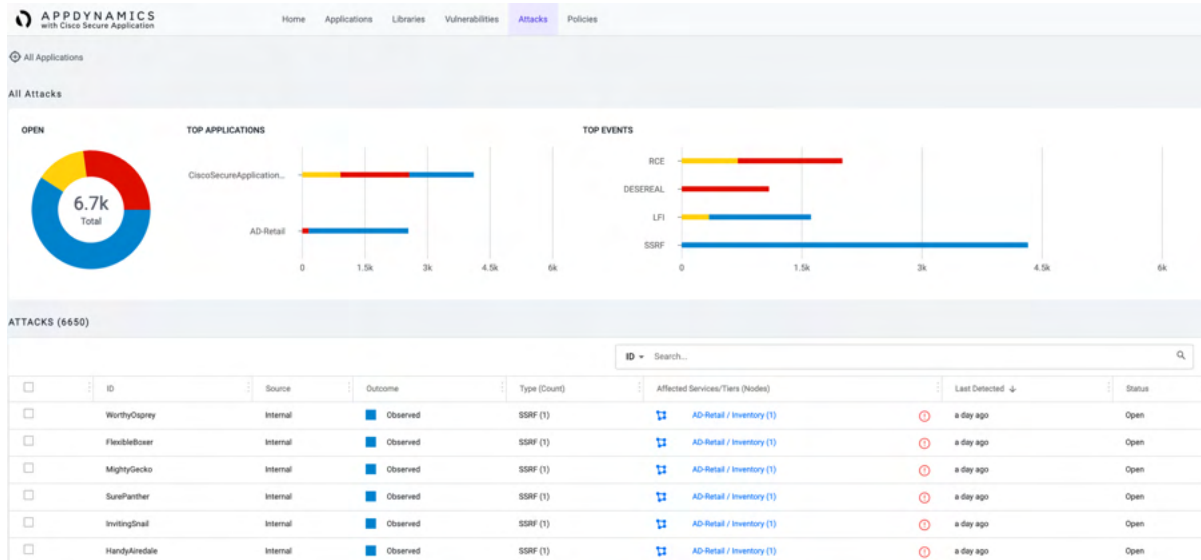 APPDYNAMICS
with Cisco Secure Application
Home Applications Libraries Vulnerabilities Attacks Policies
All Applications
All Attacks
OPEN
6.7k
Total
TOP APPLICATIONS
CiscoSecureApplication...
AD-Retail
0 1.5k 3k 4.5k 6k
TOP EVENTS
RCE
DESEREAL
LFI
SSRF
0 1.5k 3k 4.5k 6k
ATTACKS (6650)
ID Search...
ID Source Outcome Type (Count) Affected Services/Tiers (Nodes) Last Detected Status
WorthyOsprey Internal Observed SSRF (1) AD-Retail / Inventory (1) a day ago Open
FlexibleBoxer Internal Observed SSRF (1) AD-Retail / Inventory (1) a day ago Open
MightyGecko Internal Observed SSRF (1) AD-Retail / Inventory (1) a day ago Open
SurePanther Internal Observed SSRF (1) AD-Retail / Inventory (1) a day ago Open
InvitingSnail Internal Observed SSRF (1) AD-Retail / Inventory (1) a day ago Open
HandyAiredale Internal Observed SSRF (1) AD-Retail / Inventory (1) a day ago Open